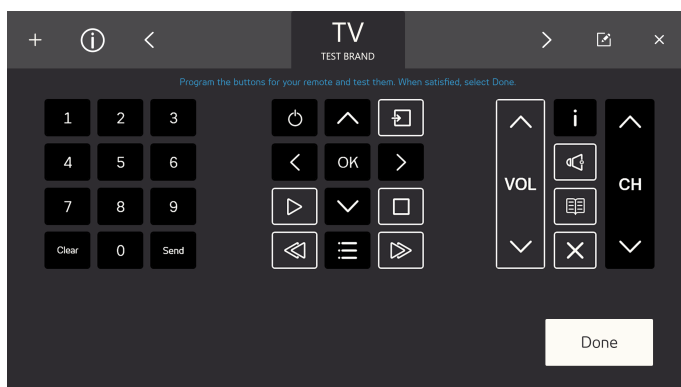 TV
TEST BRAND
Program the buttons for your remote and test them. When satisfied, select Done.
1 2 3
4 5 6
7 8 9
Clear 0 Send
OK
VOL
i
CH
Done